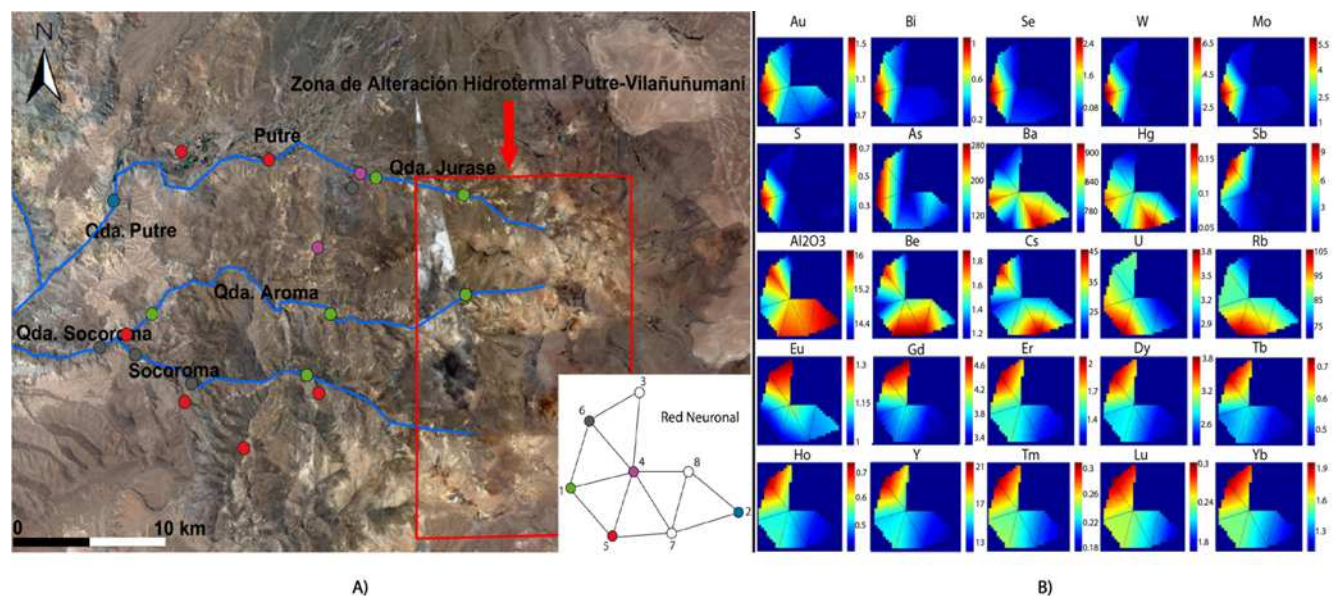 N
Zona de Alteración Hidrotermal Putre-Vilañuñumani
Putre
Qda. Jurase
Qda. Putre
Qda. Aroma
Qda. Socoroma
Socoroma
0 10 km
Red Neuronal
3
6
4
8
1
2
5
7
A)
B)
Au Bi Se W Mo
1.5 1 2.4 6.5 5.5
1.1 0.6 4.5
0.7 0.2 0.08 2.5 1
S As Ba Hg Sb
0.7 280 900 0.15 9
0.5 200 840 0.1 6
0.3 120 780 0.05 3
Al2O3 Be Cs U Rb
16 1.8 45 3.8 105
1.6 35 3.5 95
1.4 25 3.2 85
14.4 1.2 15 2.9 75
Eu Gd Er Dy Tb
1.3 4.6 2 3.8 0.7
1.15 4.2 1.7 3.2 0.6
3.8
1 3.4 1.4 2.6 0.5
Ho Y Tm Lu Yb
0.7 21 0.3 0.3 1.9
0.6 17 0.26 1.6
0.5 0.22 1.3
13 0.18 1.8